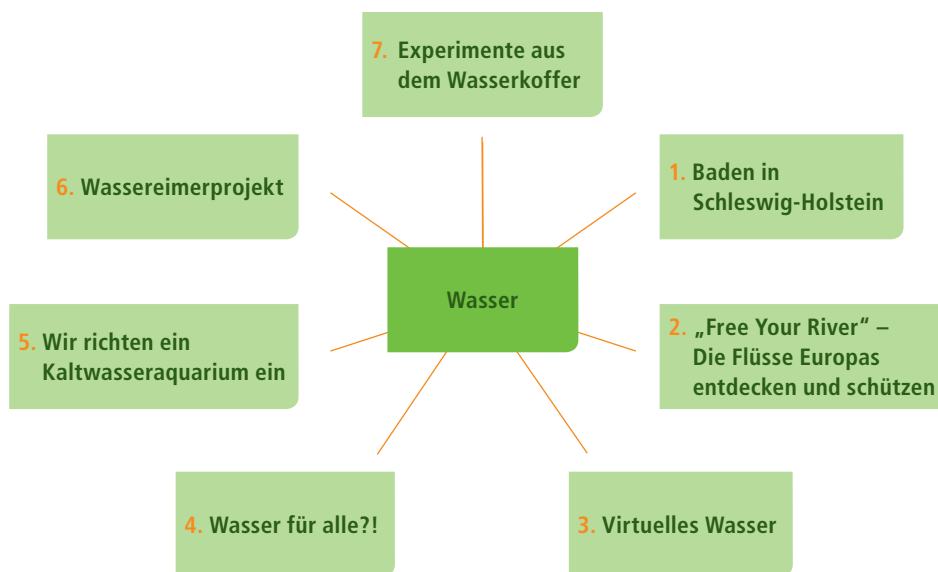 7. Experimente aus
dem Wasserkoffer
6. Wassereimerprojekt
1. Baden in
Schleswig-Holstein
Wasser
5. Wir richten ein
Kaltwasseraquarium ein
2. „Free Your River“ –
Die Flüsse Europas
entdecken und schützen
4. Wasser für alle?!
3. Virtuelles Wasser